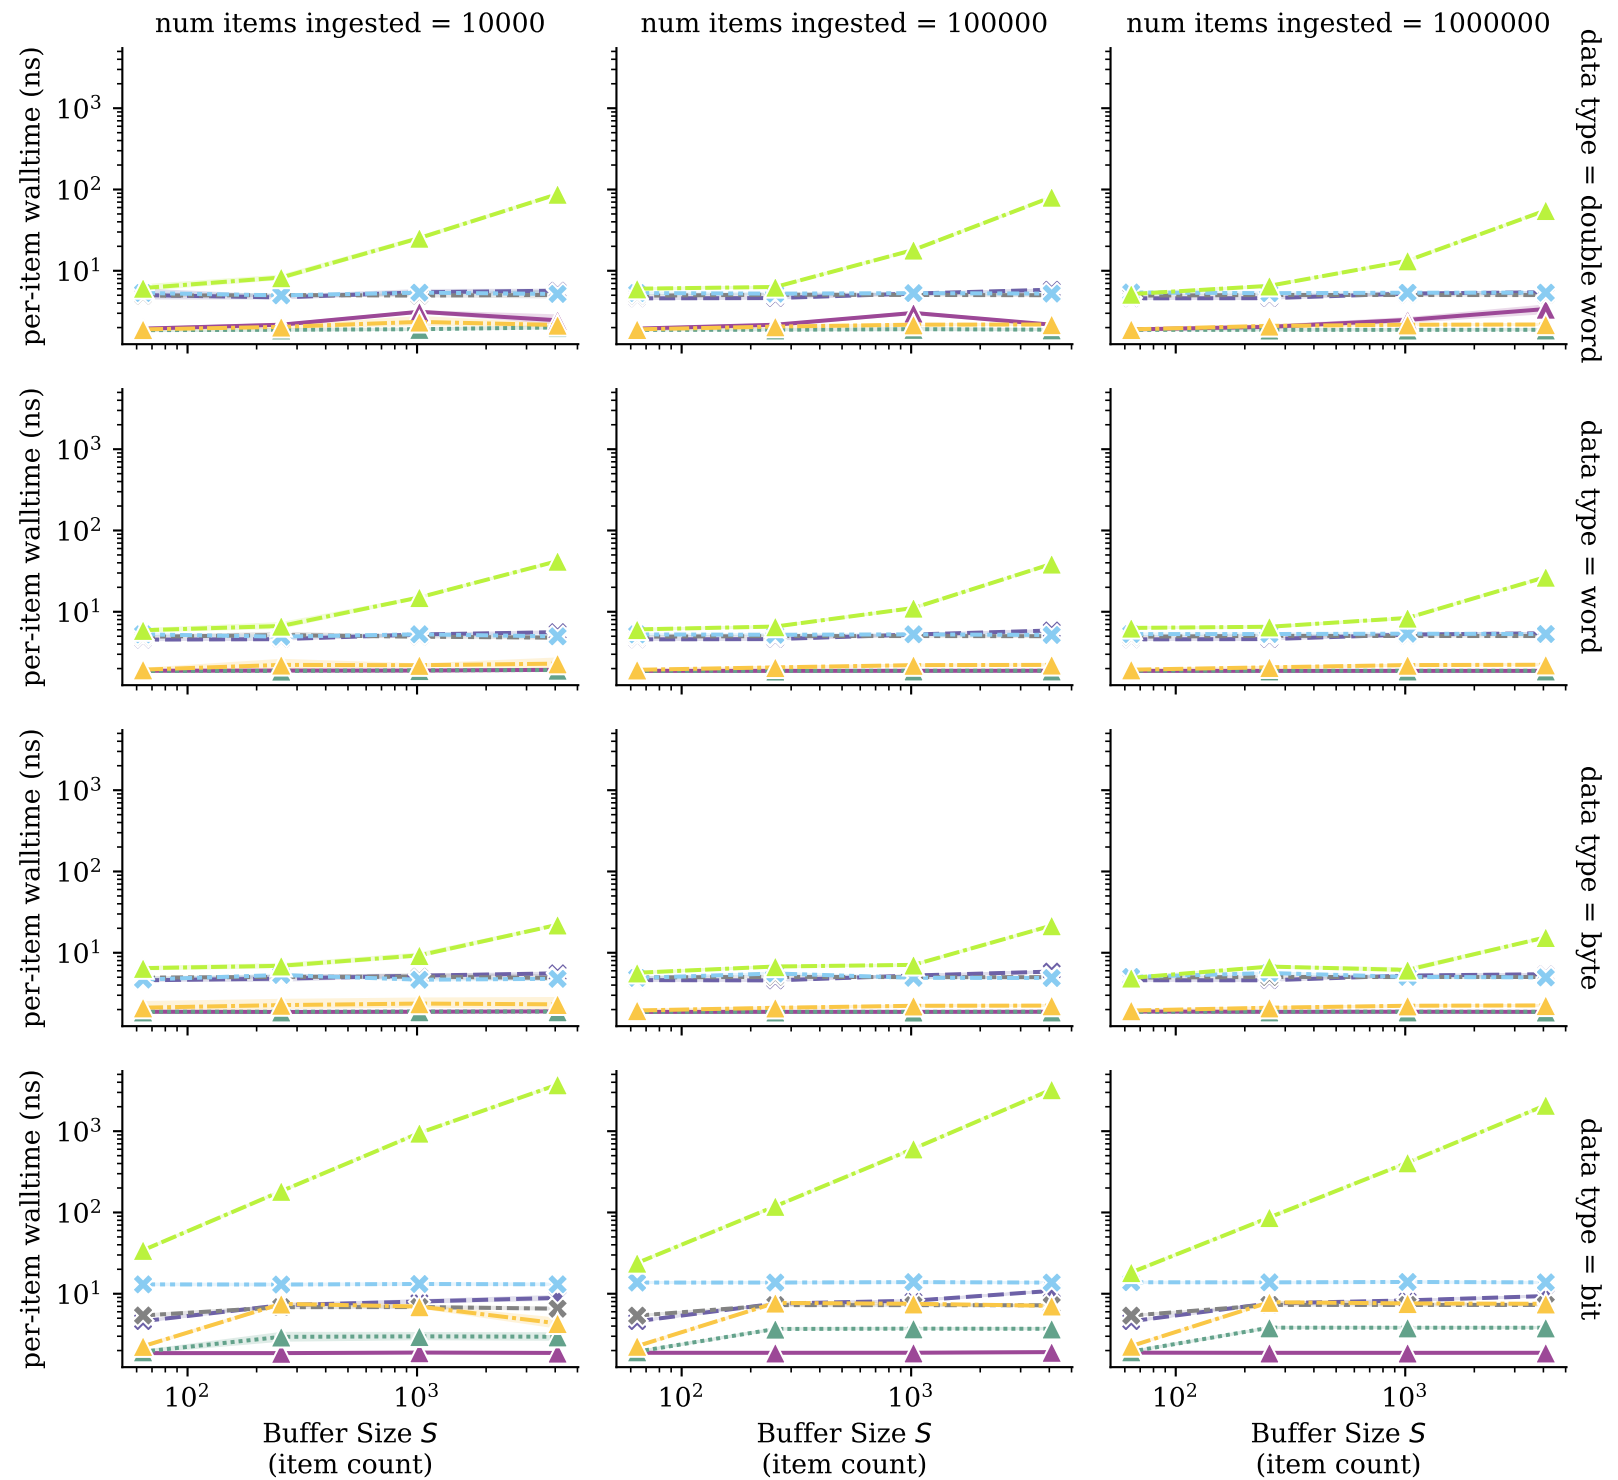 num items ingested = 10000
num items ingested = 100000
num items ingested = 1000000
per-item walltime (ns)
10³
10²
10¹
data type = double word
per-item walltime (ns)
10³
10²
10¹
data type = word
per-item walltime (ns)
10³
10²
10¹
data type = byte
per-item walltime (ns)
10³
10²
10¹
data type = bit
10² 10³
10² 10³
10² 10³
Buffer Size S
(item count)
Buffer Size S
(item count)
Buffer Size S
(item count)